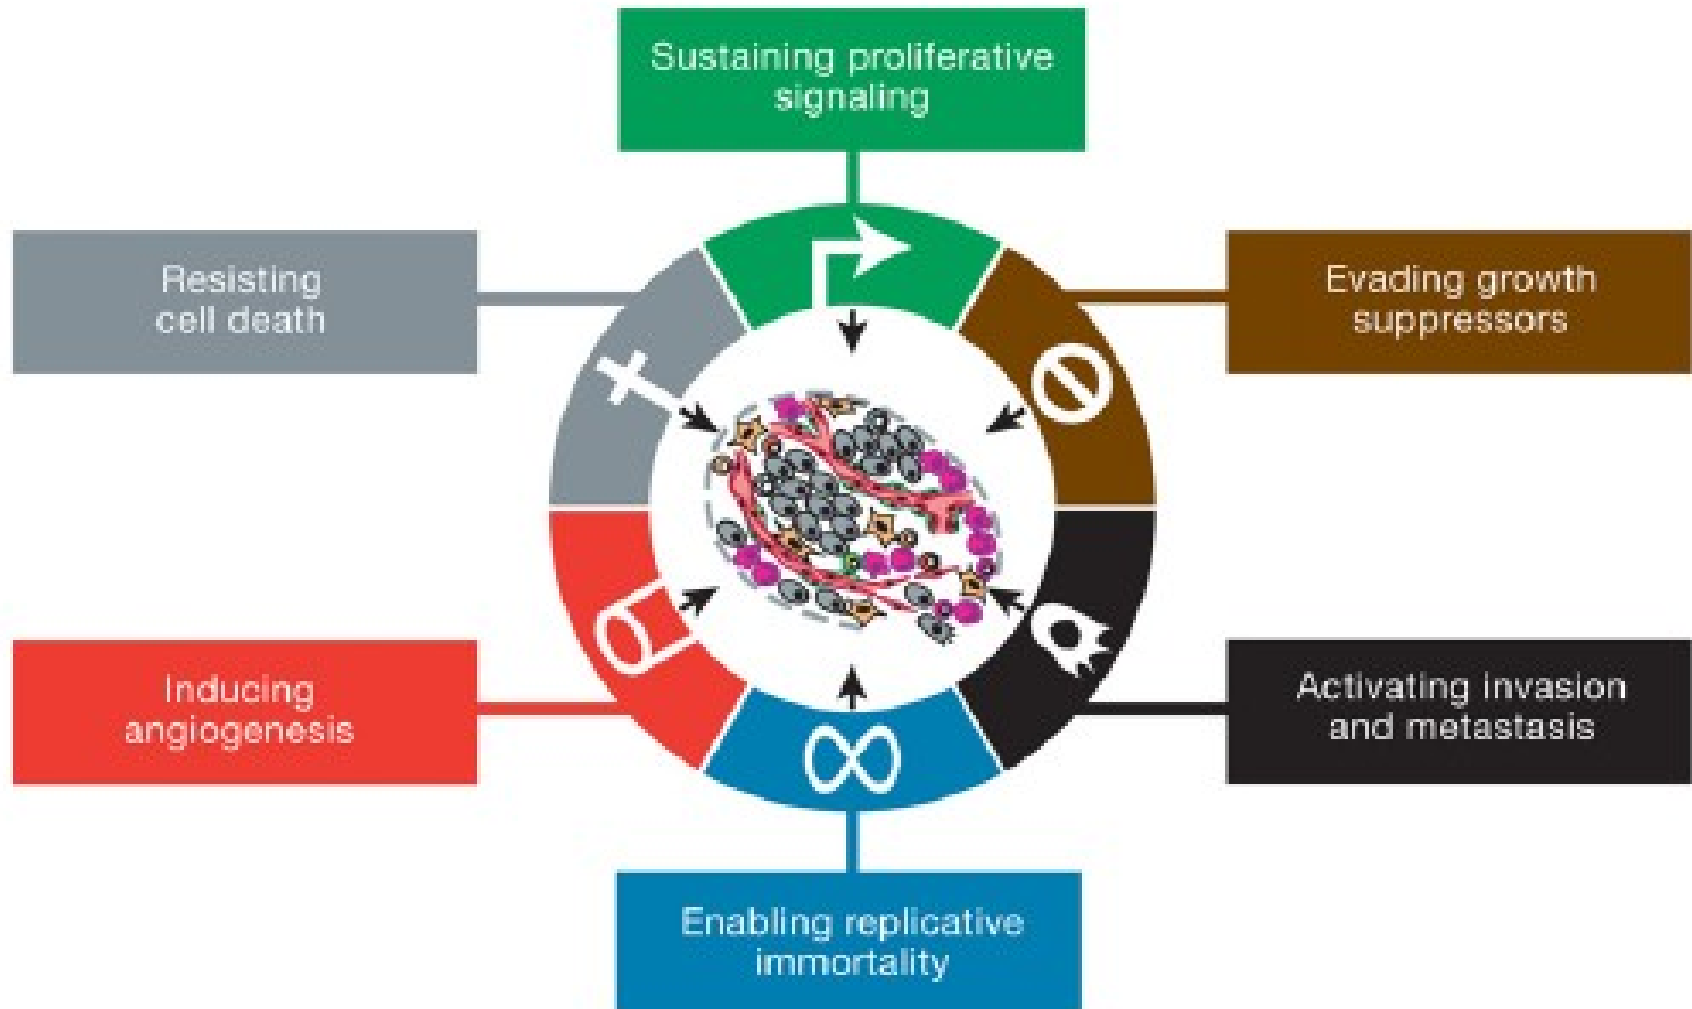 Sustaining proliferative
signaling
Resisting
cell death
Evading growth
suppressors
Inducing
angiogenesis
Activating invasion
and metastasis
Enabling replicative
immortality